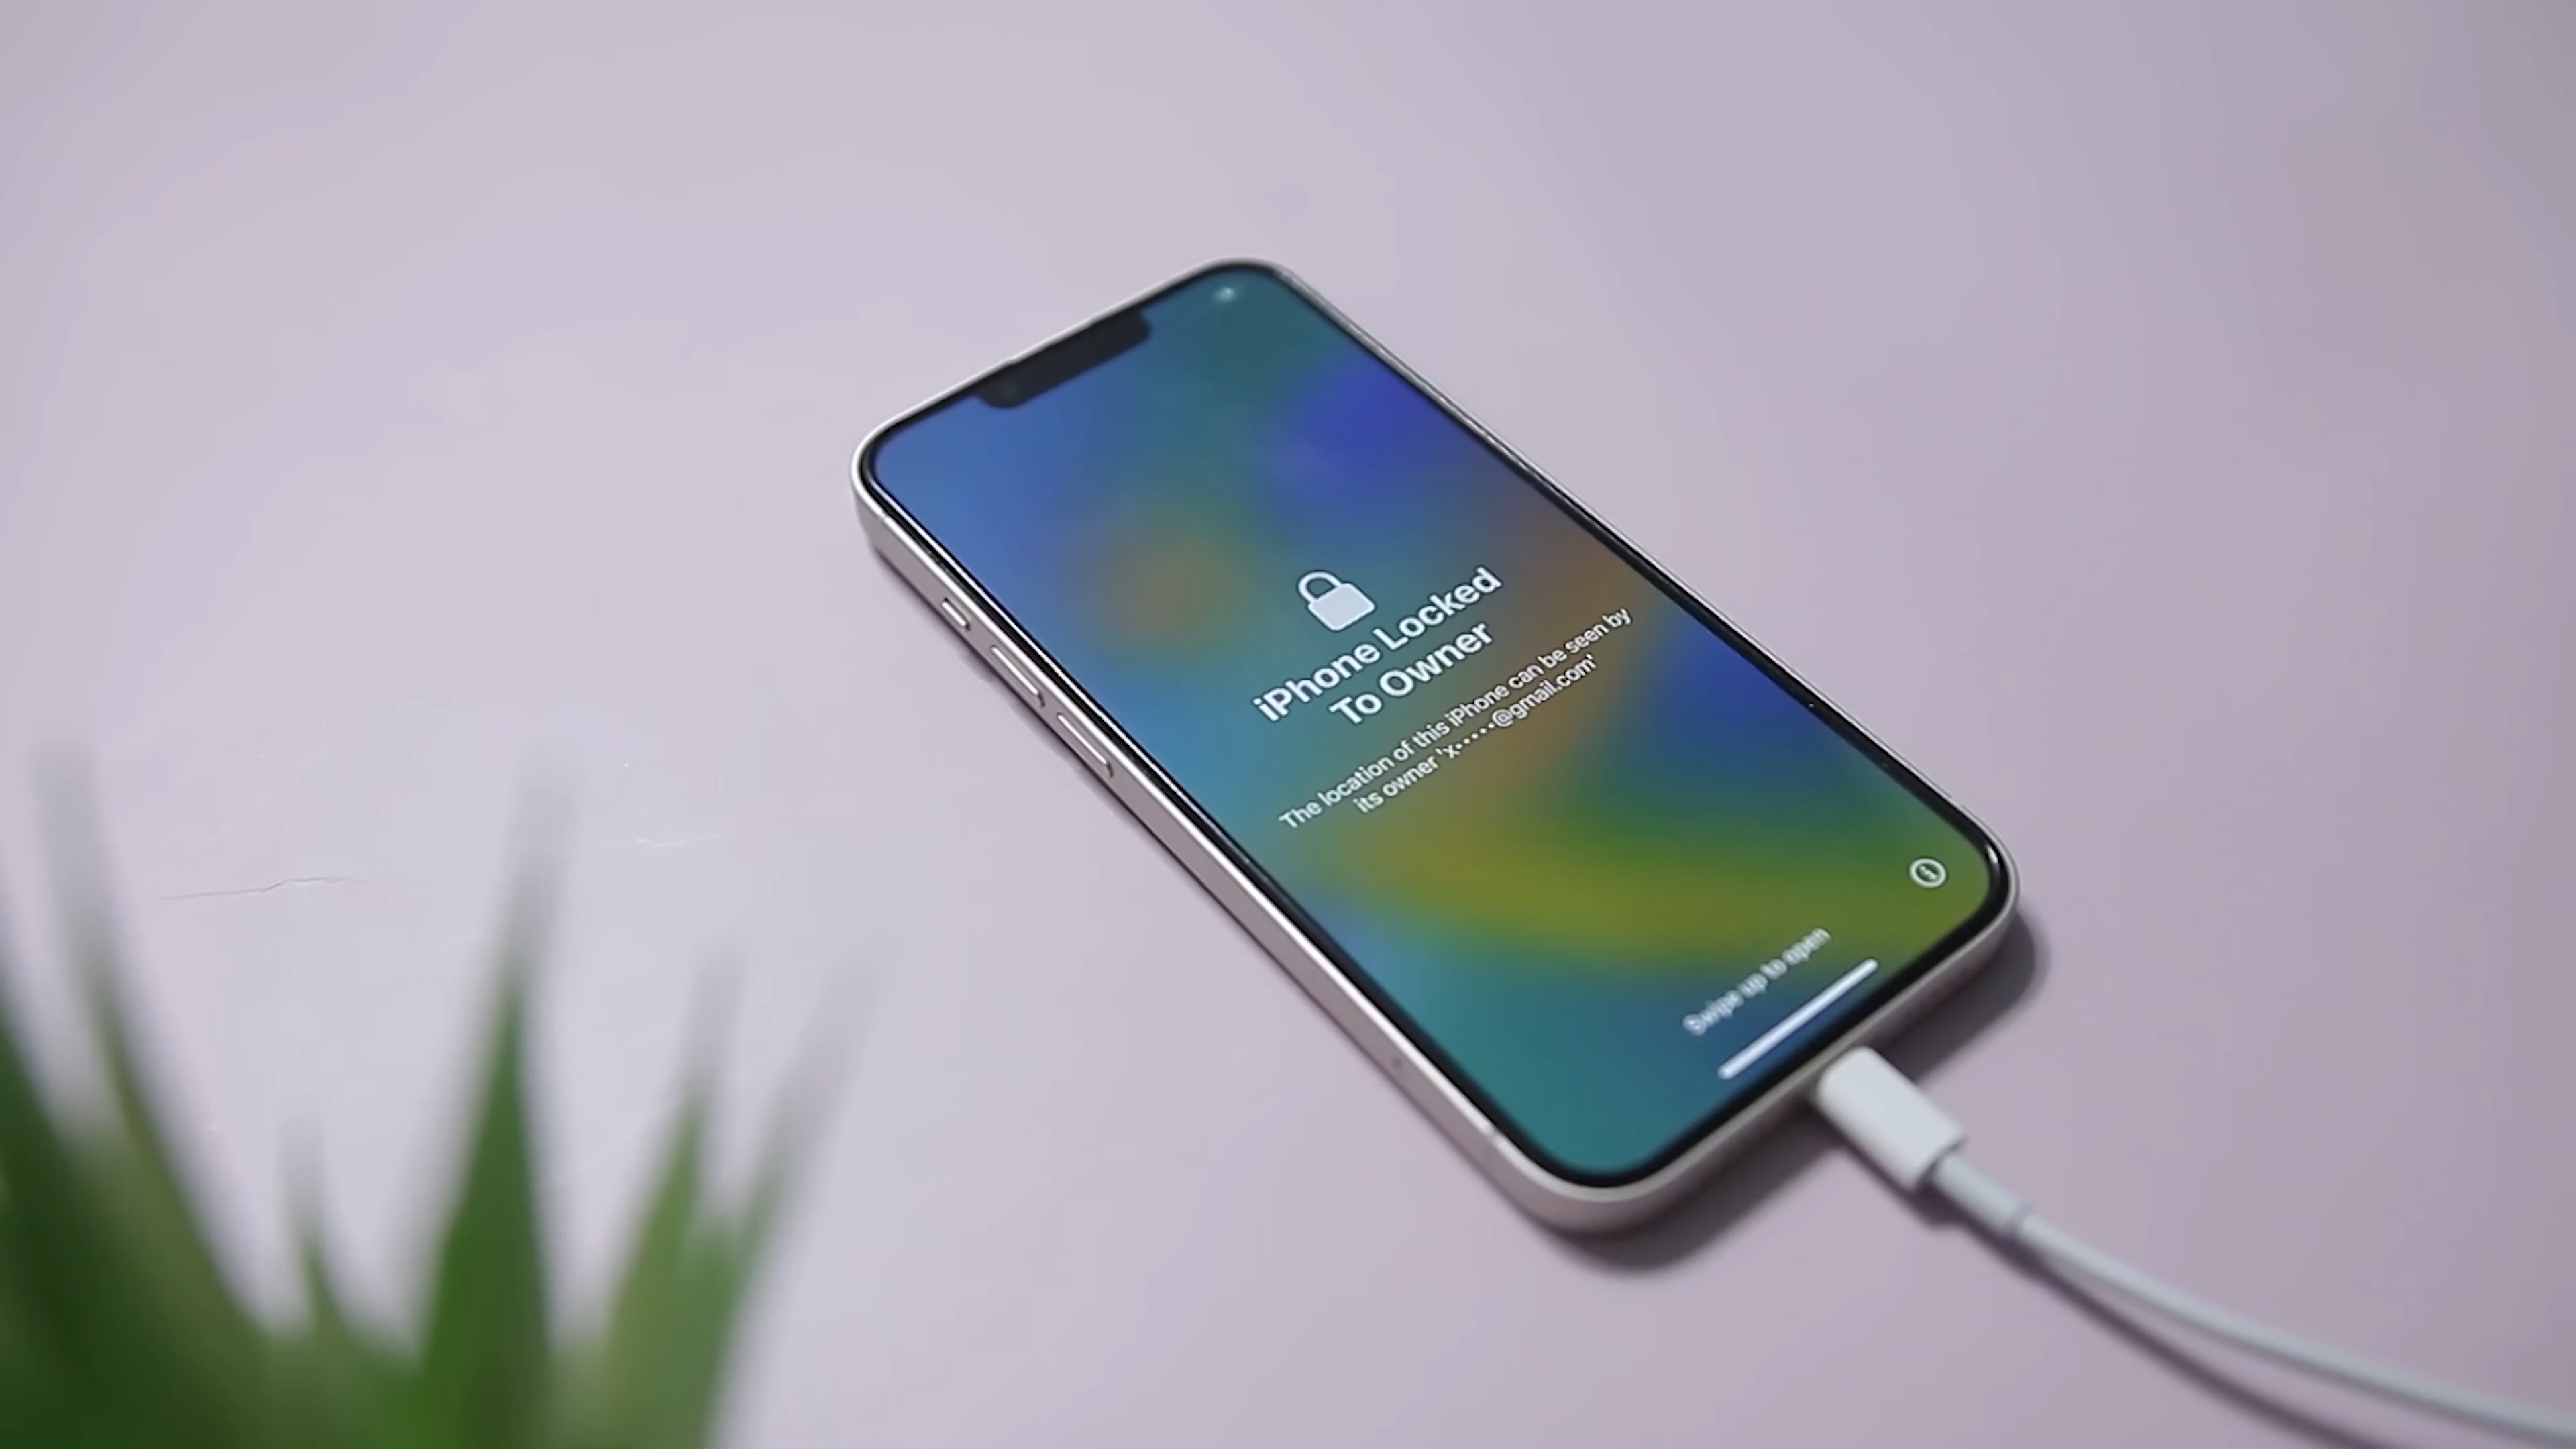 iPhone Locked
To Owner
The location of this iPhone can be seen by
its owner 'x•••••@gmail.com'
Swipe up to open